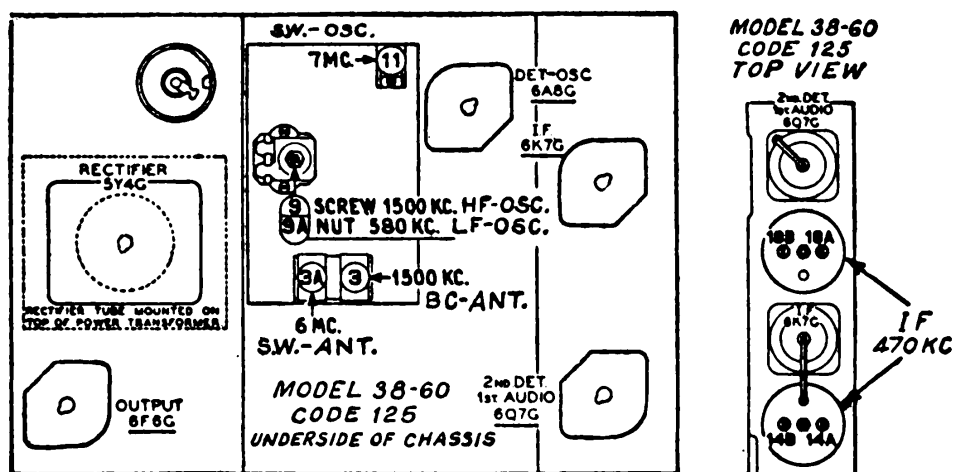 S.W.-OSC.
7MC.
11
DET-OSC
6A8G
I.F.
6K7G
RECTIFIER
5Y4G
9 SCREW 1500 KC. HF-OSC.
9A NUT 580 KC. LF-OSC.
3A
3
1500 KC.
BC-ANT.
RECTIFIER TUBE MOUNTED ON
TOP OF POWER TRANSFORMER
6 MC.
S.W.-ANT.
OUTPUT
6F6G
MODEL 38-60
CODE 125
UNDERSIDE OF CHASSIS
2ND DET.
1ST AUDIO
6Q7G
MODEL 38-60
CODE 125
TOP VIEW
2ND DET.
1ST AUDIO
6Q7G
18B 18A
I.F.
6K7G
IF
470 KC
14B 14A